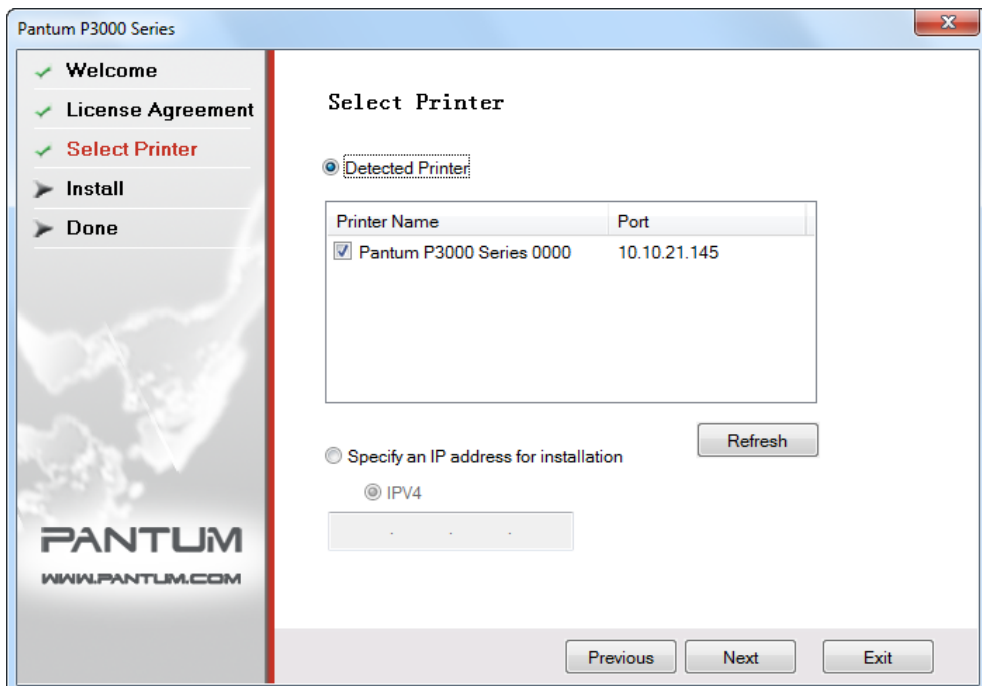 Pantum P3000 Series
Welcome
License Agreement
Select Printer
Install
Done
PANTUM
WWW.PANTUM.COM
Select Printer
Detected Printer
Printer Name Port
Pantum P3000 Series 0000 10.10.21.145
Refresh
Specify an IP address for installation
IPV4
. . .
Previous Next Exit